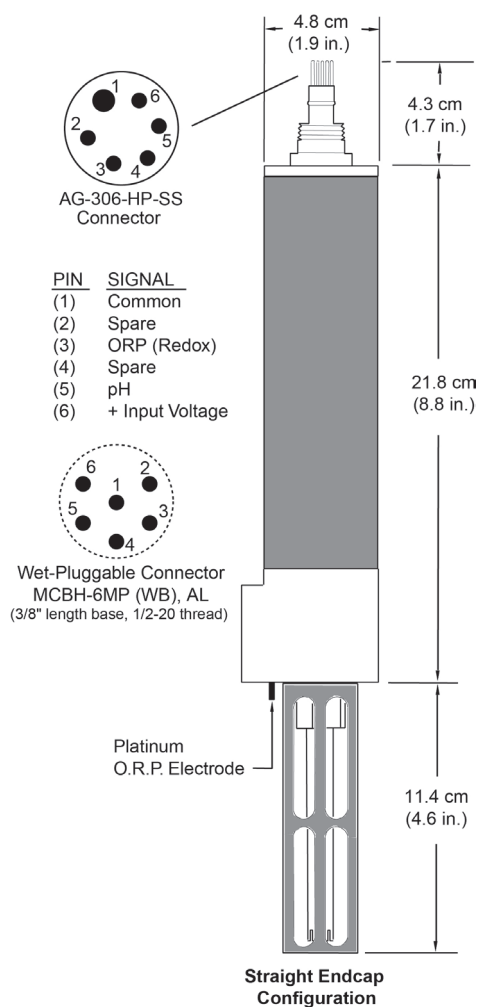 4.8 cm
(1.9 in.)
4.3 cm
(1.7 in.)
1
6
2
5
3
4
AG-306-HP-SS
Connector
PIN SIGNAL
(1) Common
(2) Spare
(3) ORP (Redox)
(4) Spare
(5) pH
(6) + Input Voltage
21.8 cm
(8.8 in.)
6
2
1
5
3
4
Wet-Pluggable Connector
MCBH-6MP (WB), AL
(3/8" length base, 1/2-20 thread)
Platinum
O.R.P. Electrode
11.4 cm
(4.6 in.)
Straight Endcap
Configuration